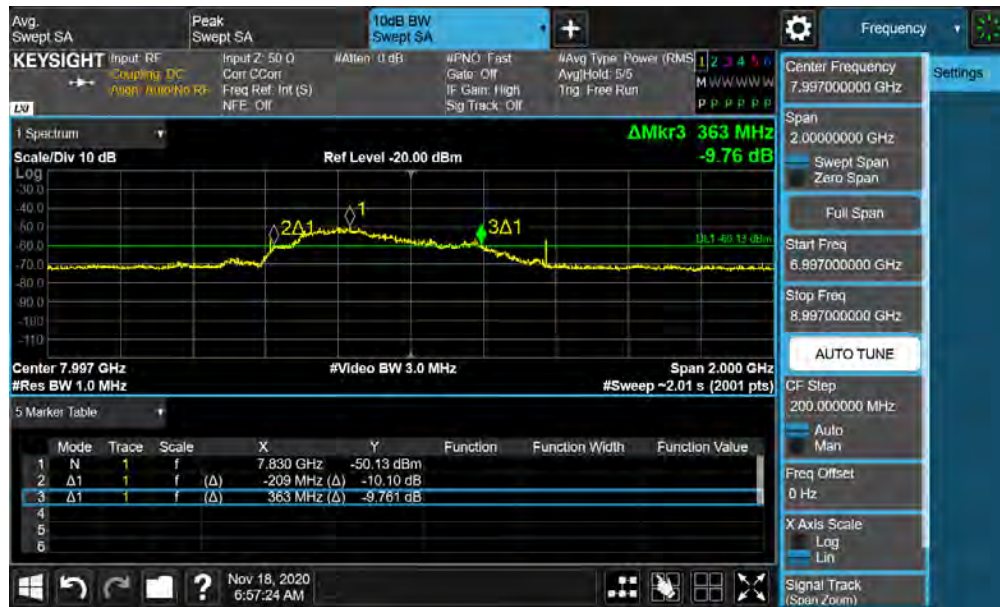 Avg. Peak 10dB BW
Swept SA Swept SA Swept SA
Frequency
KEYSIGHT Input: RF Input Z: 50 Ω #Atten: 0 dB #PNO: Fast #Avg Type: Power (RMS 1 2 3 4 5 6
Coupling: DC Corr CCorr Gate: Off Avg|Hold: 5/5 M W W W W W
Align: Auto/No RF Freq Ref: Int (S) IF Gain: High Trig: Free Run
LXI NFE: Off Sig Track: Off P P P P P P
1 Spectrum
ΔMkr3 363 MHz
Scale/Div 10 dB Ref Level -20.00 dBm -9.76 dB
Log
-30.0
-40.0
1
-50.0
2Δ1 3Δ1
DL1 -60.13 dBm
-60.0
-70.0
-80.0
-90.0
-100
-110
Center 7.997 GHz #Video BW 3.0 MHz Span 2.000 GHz
#Res BW 1.0 MHz #Sweep ~2.01 s (2001 pts)
5 Marker Table
Mode Trace Scale X Y Function Function Width Function Value
1 N 1 f 7.830 GHz -50.13 dBm
2 Δ1 1 f (Δ) -209 MHz (Δ) -10.10 dB
3 Δ1 1 f (Δ) 363 MHz (Δ) -9.761 dB
4
5
6
Nov 18, 2020
6:57:24 AM
Center Frequency
7.997000000 GHz
Settings
Span
2.00000000 GHz
Swept Span
Zero Span
Full Span
Start Freq
6.997000000 GHz
Stop Freq
8.997000000 GHz
AUTO TUNE
CF Step
200.000000 MHz
Auto
Man
Freq Offset
0 Hz
X Axis Scale
Log
Lin
Signal Track
(Span Zoom)